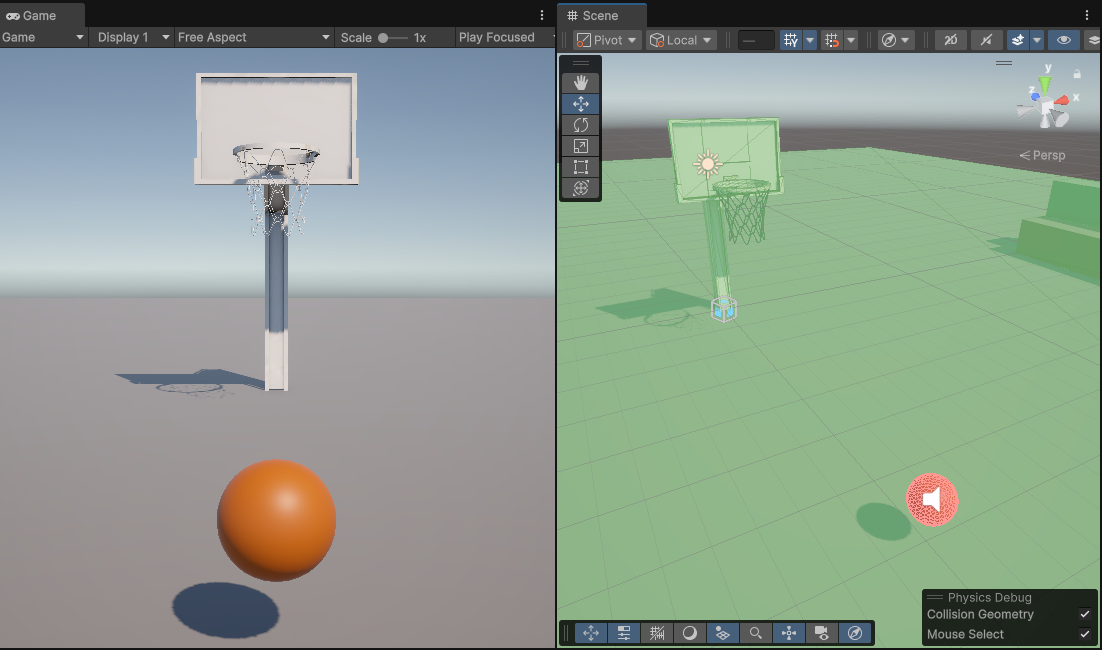 Game
Game
Display 1
Free Aspect
Scale
1x
Play Focused
Scene
Pivot
Local
2D
y
z
x
Persp
Physics Debug
Collision Geometry
Mouse Select